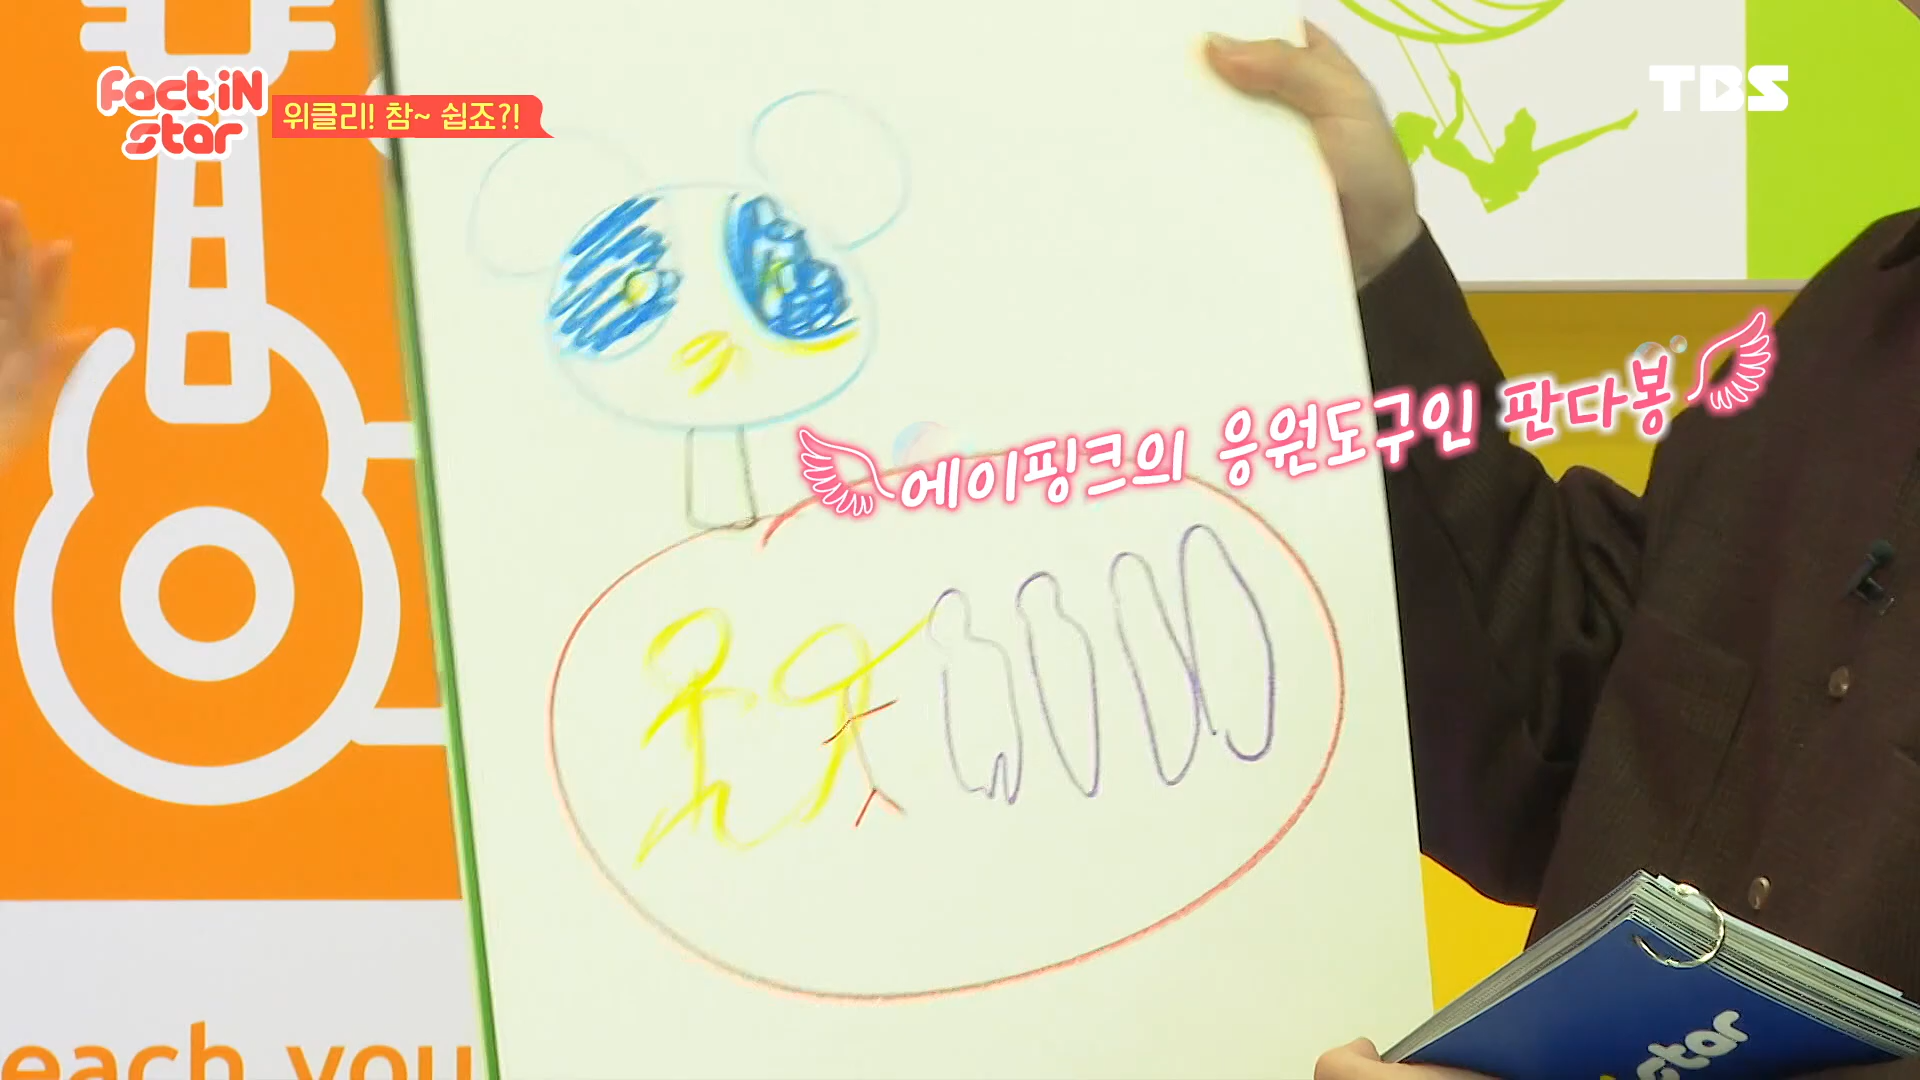 Fact iN
star
위클리! 참~ 쉽죠?!
TBS
에이핑크의 응원도구인 판다봉
each you
star